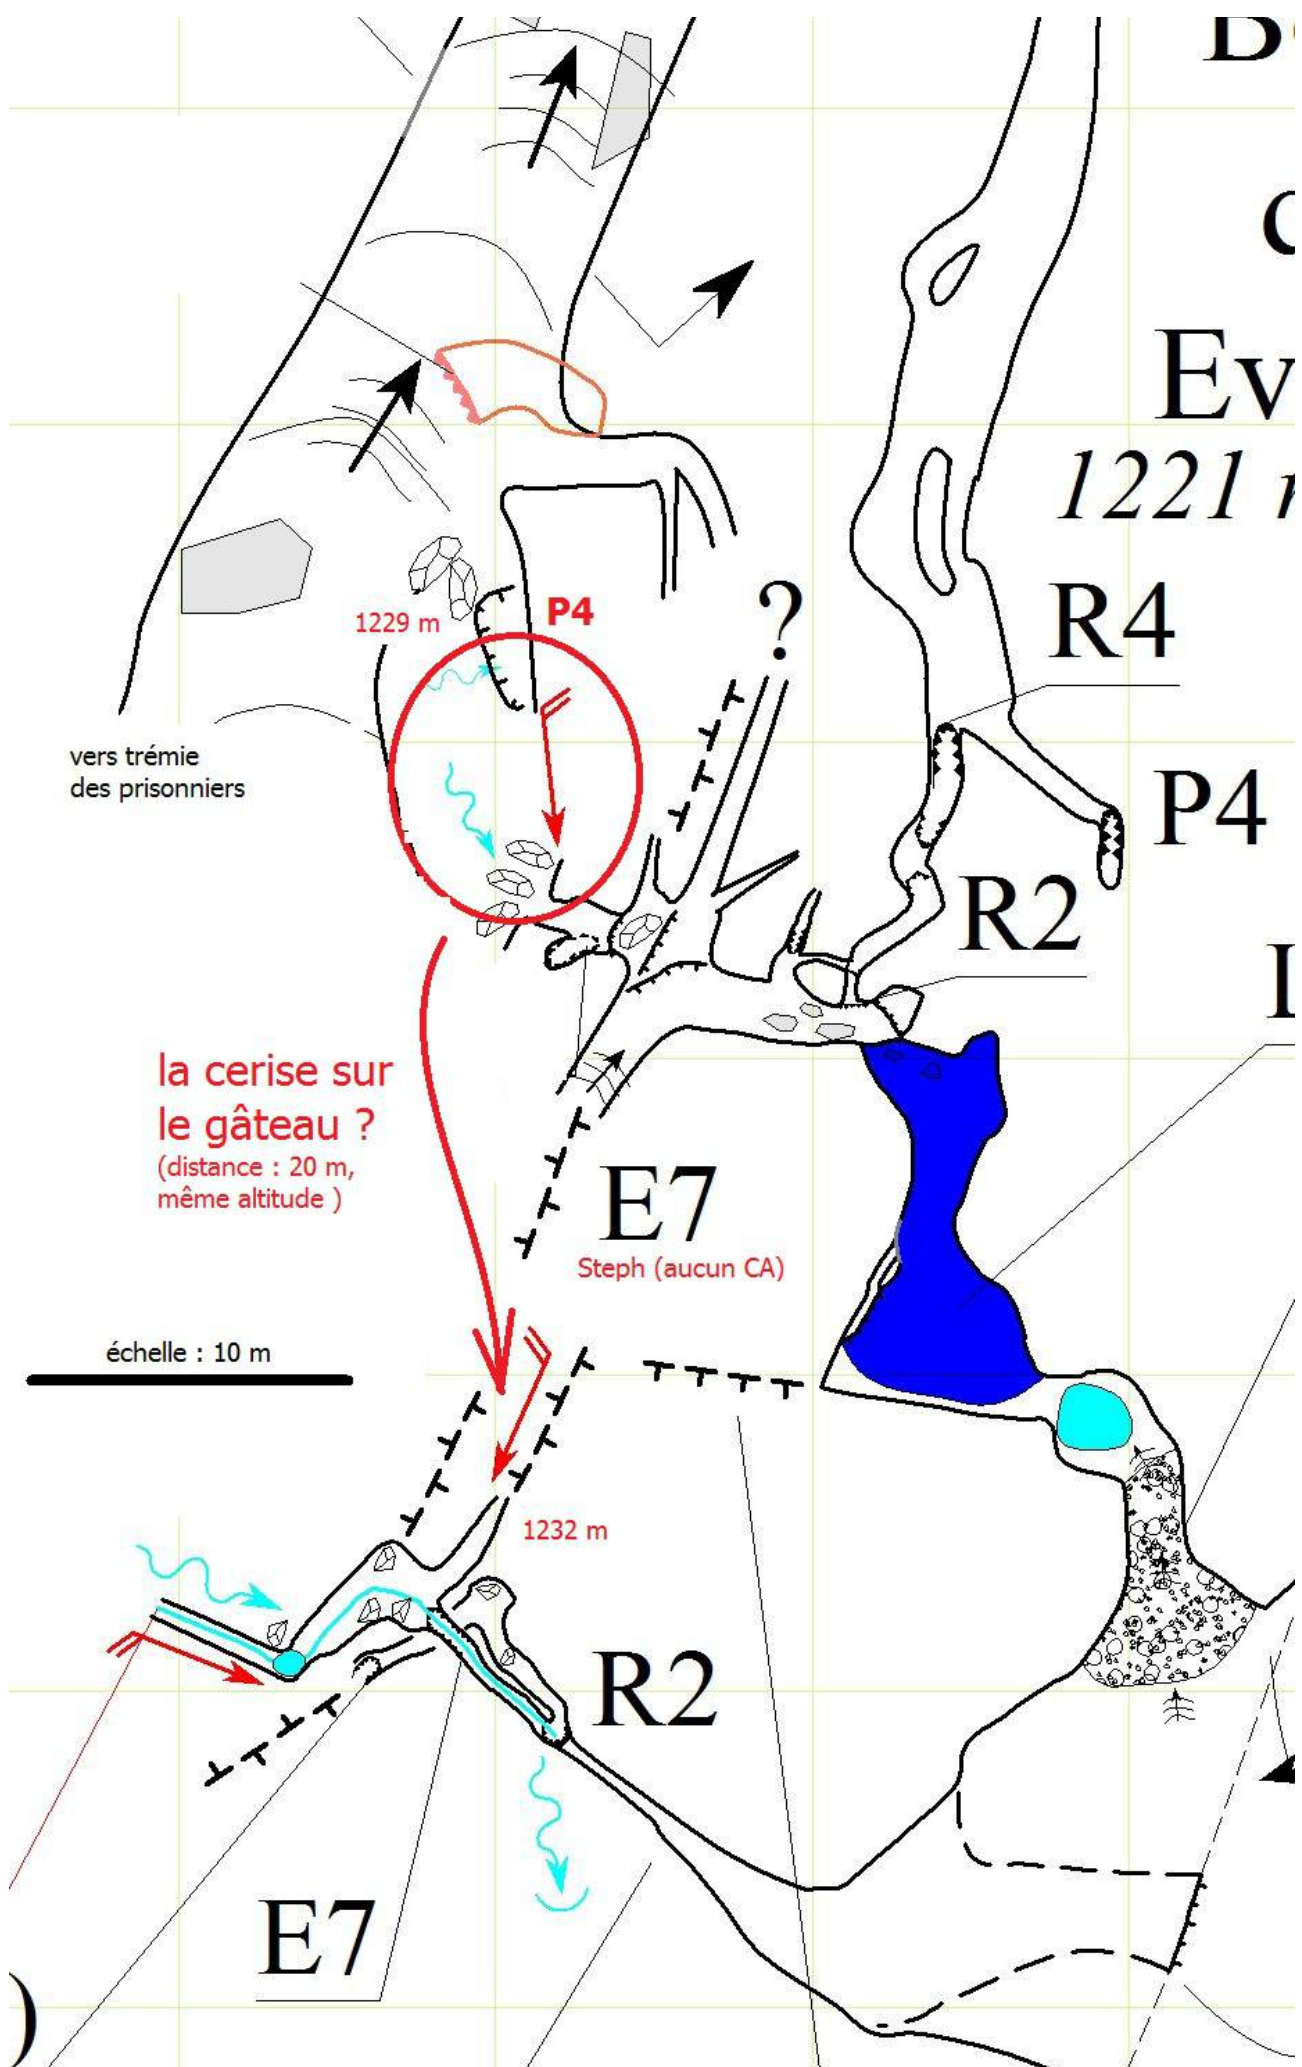 Ev
1221
R4
1229 m
P4
?
vers trémie
des prisonniers
P4
R2
la cerise sur
le gâteau ?
(distance : 20 m,
même altitude )
E7
Steph (aucun CA)
échelle : 10 m
1232 m
R2
E7
)